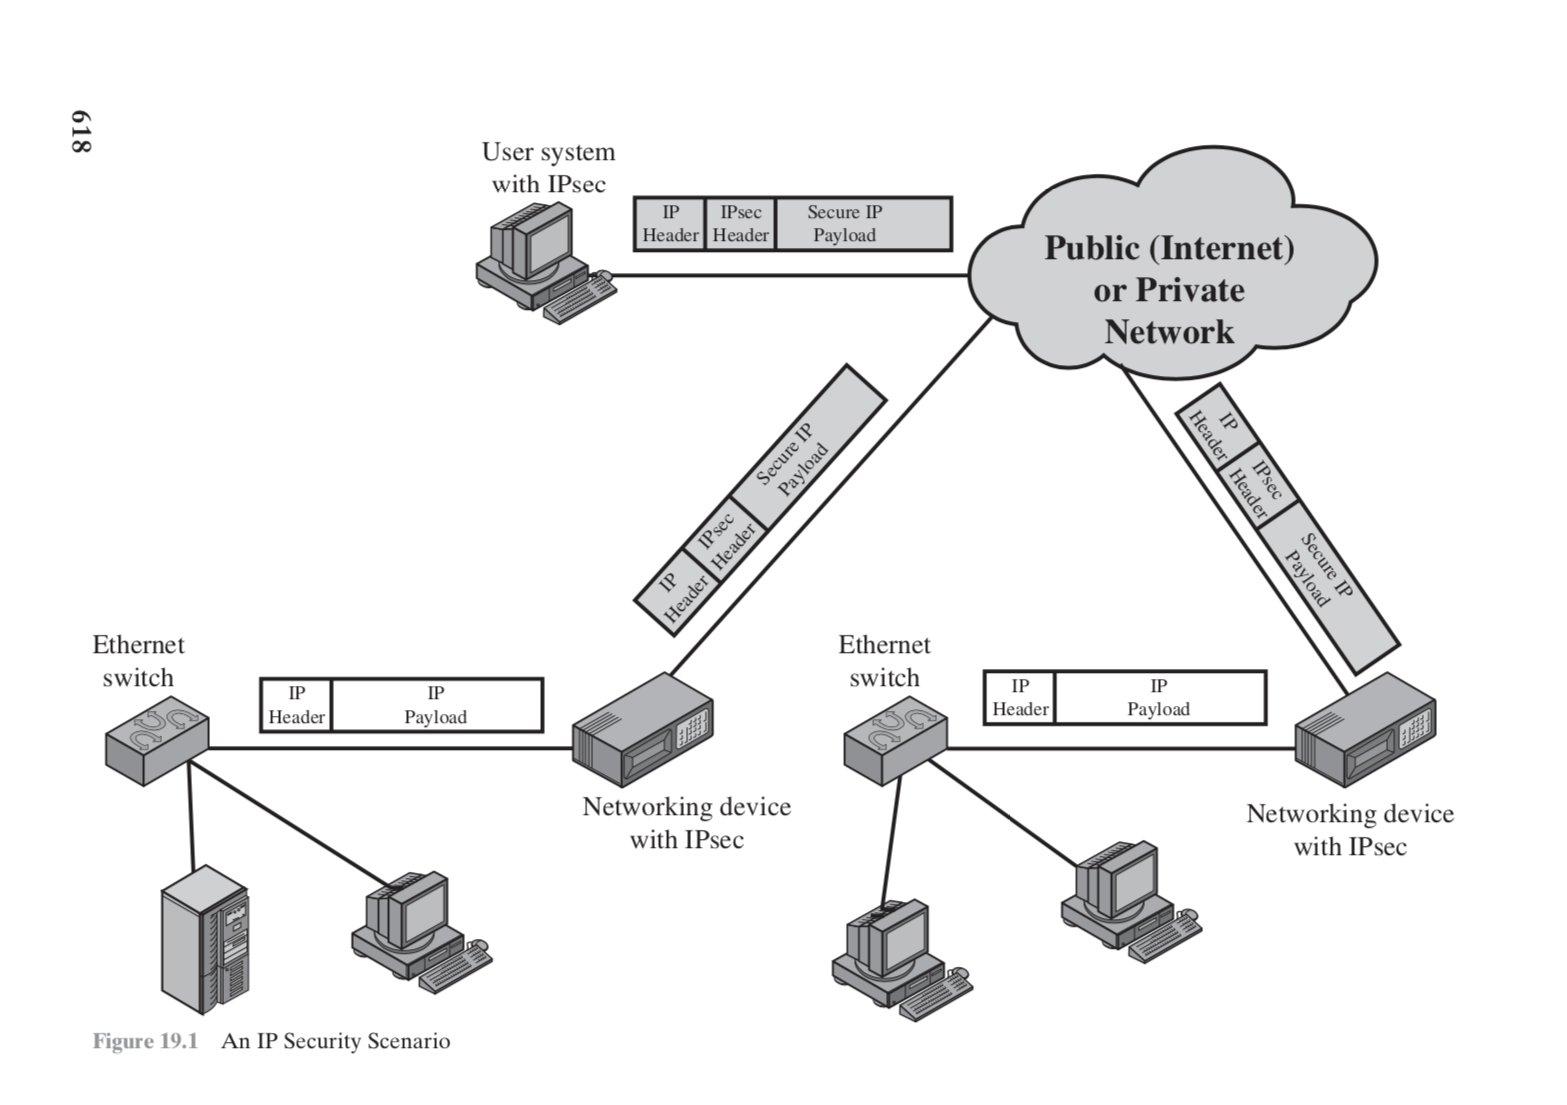 618
User system
with IPsec
IP
Header
IPsec
Header
Secure IP
Payload
Public (Internet)
or Private
Network
IP
Header
IPsec
Header
Secure IP
Payload
IP
Header
IPsec
Header
Secure IP
Payload
Ethernet
switch
IP
Header
IP
Payload
Networking device
with IPsec
Ethernet
switch
IP
Header
IP
Payload
Networking device
with IPsec
Figure 19.1 An IP Security Scenario